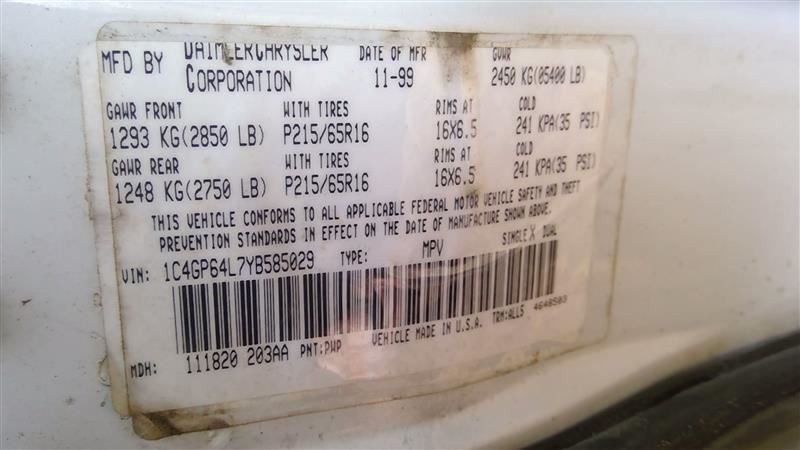 MFD BY DAIMLERCHRYSLER CORPORATION DATE OF MFR 11-99 GVWR 2450 KG(05400 LB)
GAWR FRONT WITH TIRES RIMS AT COLD
1293 KG(2850 LB) P215/65R16 16X6.5 241 KPA(35 PSI)
GAWR REAR WITH TIRES RIMS AT COLD
1248 KG(2750 LB) P215/65R16 16X6.5 241 KPA(35 PSI)
THIS VEHICLE CONFORMS TO ALL APPLICABLE FEDERAL MOTOR VEHICLE SAFETY AND THEFT
PREVENTION STANDARDS IN EFFECT ON THE DATE OF MANUFACTURE SHOWN ABOVE.
VIN: 1C4GP64L7YB585029 TYPE: MPV SINGLE X DUAL
4648503
MDH: 111820 203AA PNT:PWP VEHICLE MADE IN U.S.A. TRM:ALL5